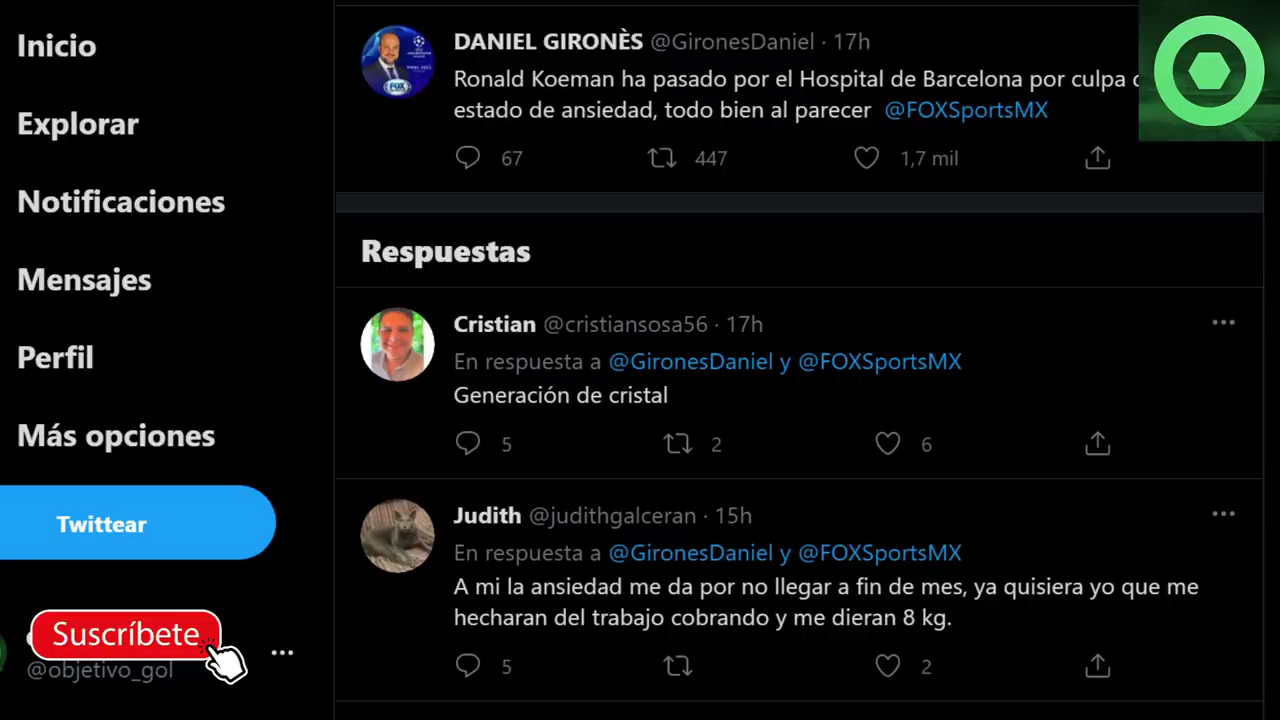 Inicio
Explorar
Notificaciones
Mensajes
Perfil
Más opciones
Twittear
Suscríbete
@objetivo_gol
DANIEL GIRONÈS @GironesDaniel · 17h
Ronald Koeman ha pasado por el Hospital de Barcelona por culpa
estado de ansiedad, todo bien al parecer @FOXSportsMX
67 447 1,7 mil
Respuestas
Cristian @cristiansosa56 · 17h
En respuesta a @GironesDaniel y @FOXSportsMX
Generación de cristal
5 2 6
Judith @judithgalceran · 15h
En respuesta a @GironesDaniel y @FOXSportsMX
A mi la ansiedad me da por no llegar a fin de mes, ya quisiera yo que me
hecharan del trabajo cobrando y me dieran 8 kg.
5 2